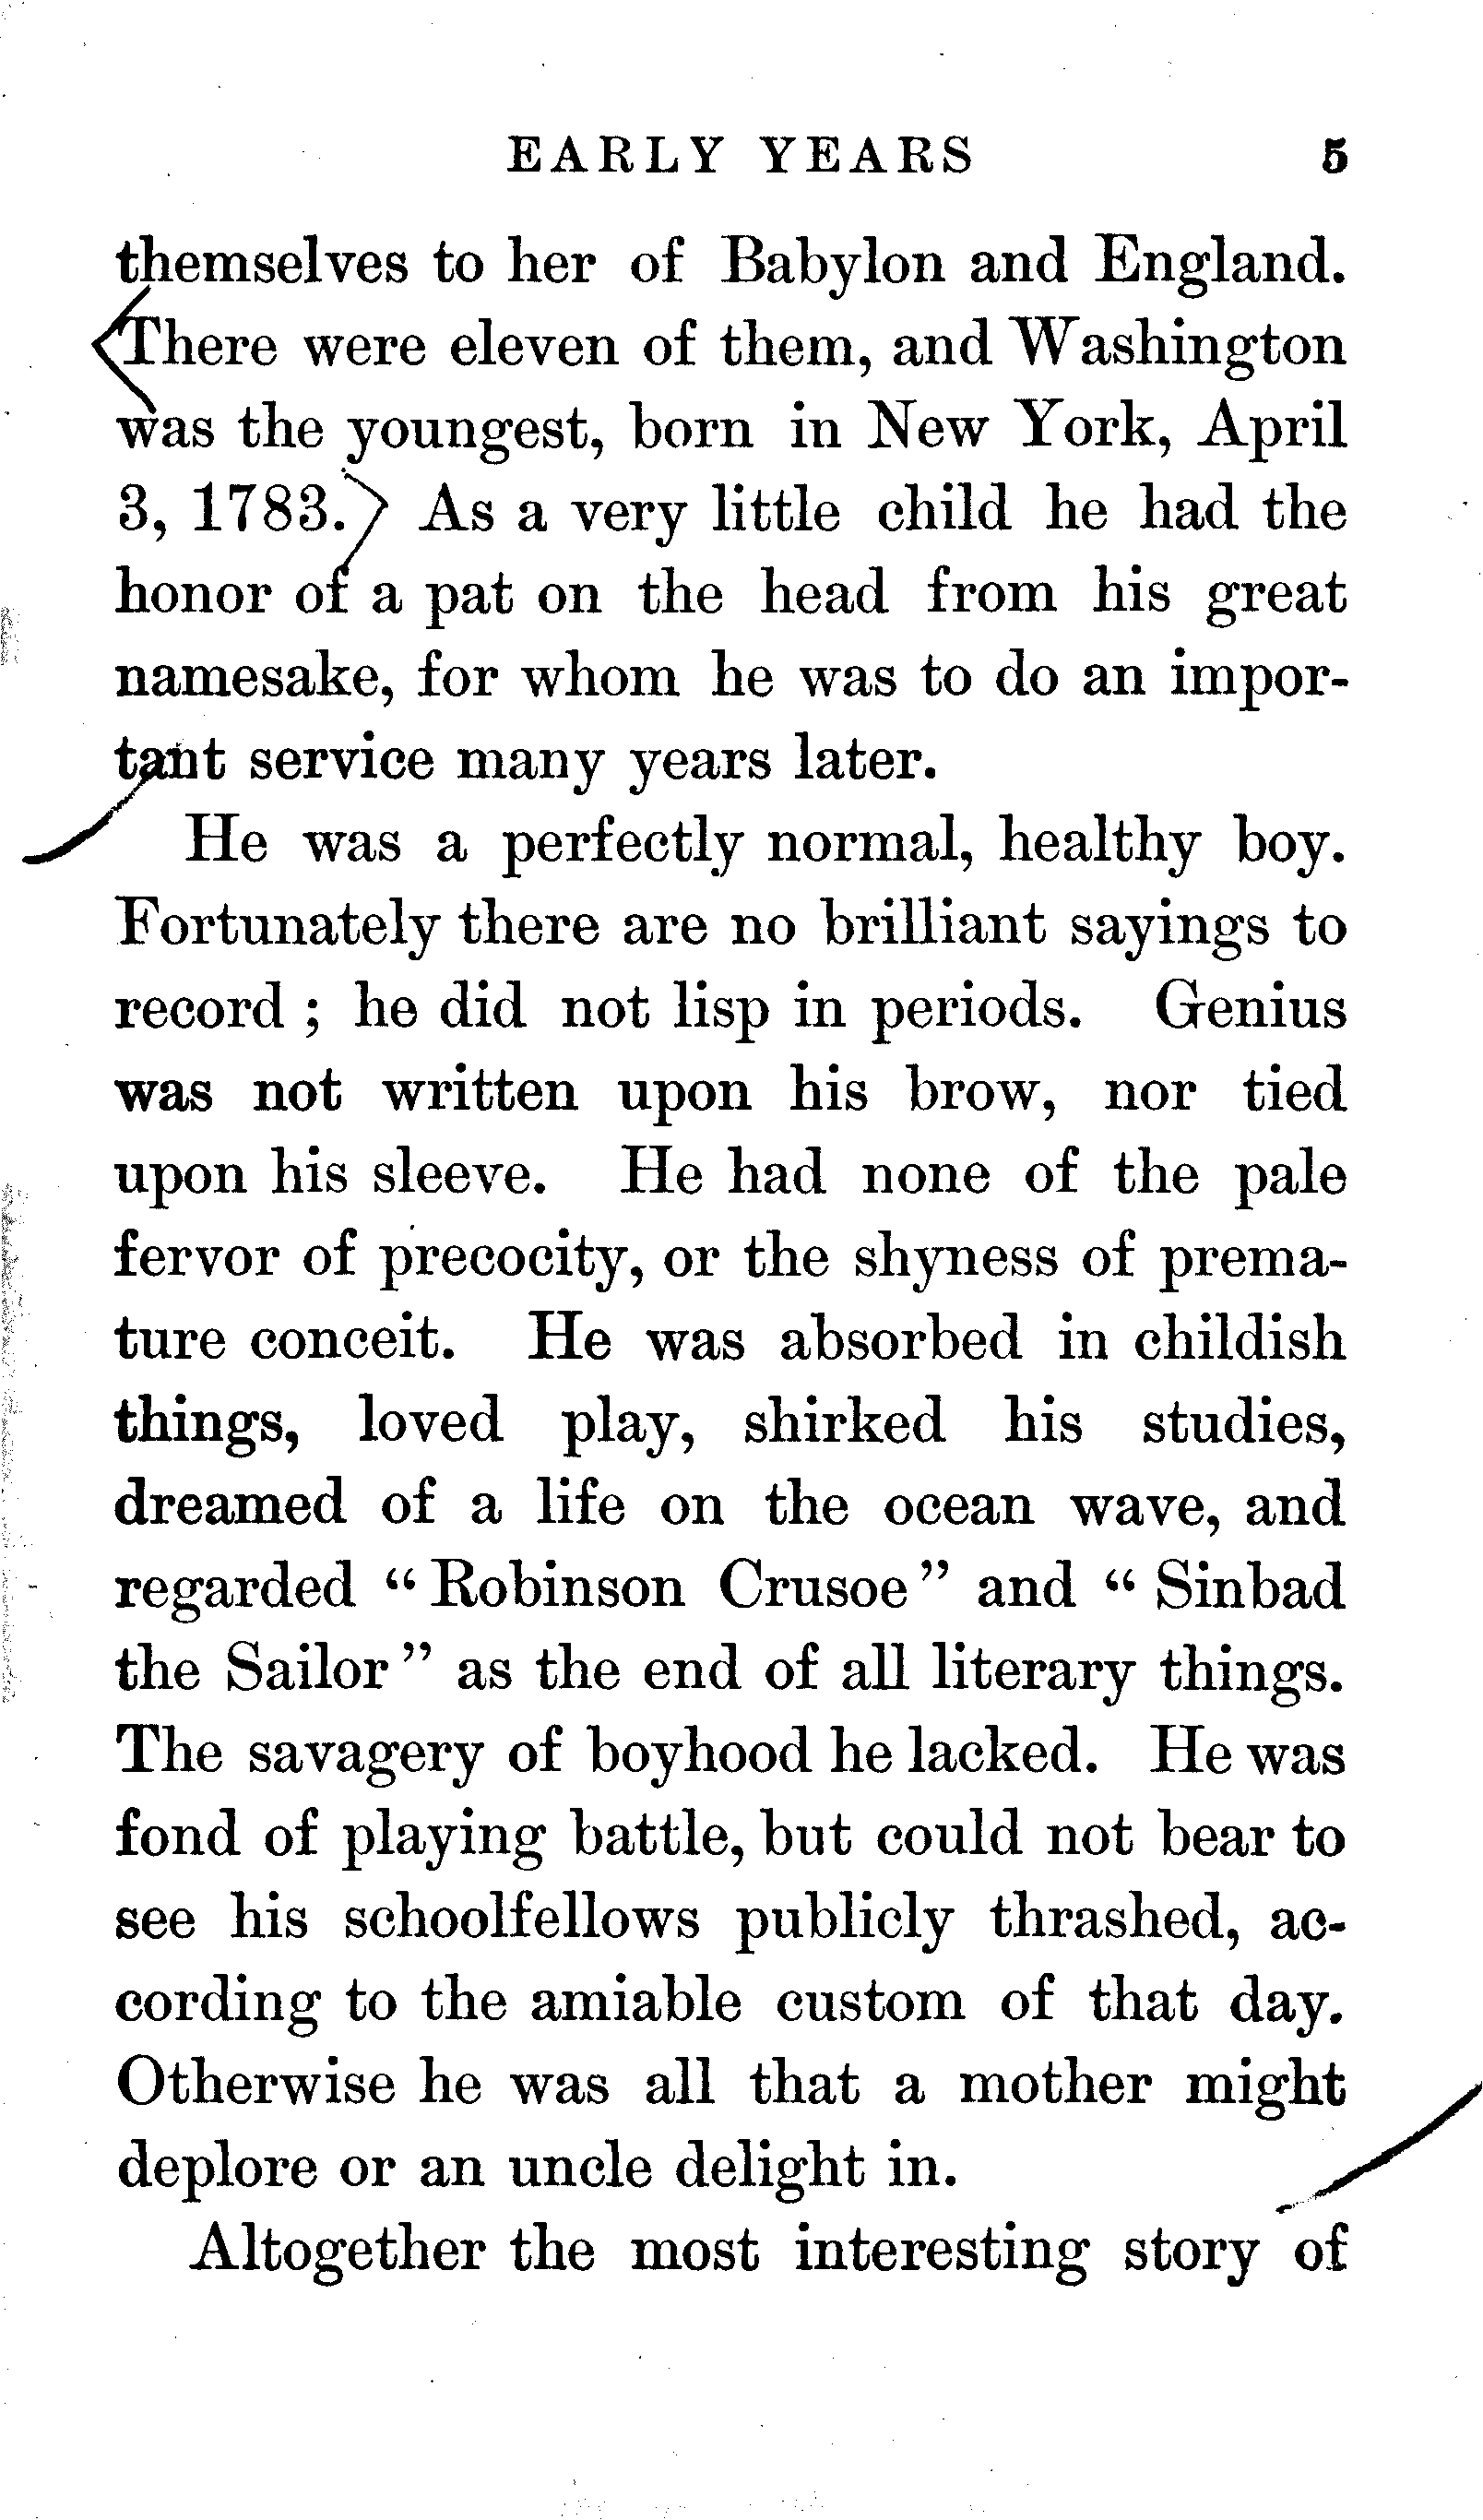 EARLY YEARS 5
themselves to her of Babylon and England.
There were eleven of them, and Washington
was the youngest, born in New York, April
3, 1783. As a very little child he had the
honor of a pat on the head from his great
namesake, for whom he was to do an impor-
tant service many years later.
He was a perfectly normal, healthy boy.
Fortunately there are no brilliant sayings to
record ; he did not lisp in periods. Genius
was not written upon his brow, nor tied
upon his sleeve. He had none of the pale
fervor of precocity, or the shyness of prema-
ture conceit. He was absorbed in childish
things, loved play, shirked his studies,
dreamed of a life on the ocean wave, and
regarded “ Robinson Crusoe ” and “ Sinbad
the Sailor ” as the end of all literary things.
The savagery of boyhood he lacked. He was
fond of playing battle, but could not bear to
see his schoolfellows publicly thrashed, ac-
cording to the amiable custom of that day.
Otherwise he was all that a mother might
deplore or an uncle delight in.
Altogether the most interesting story of